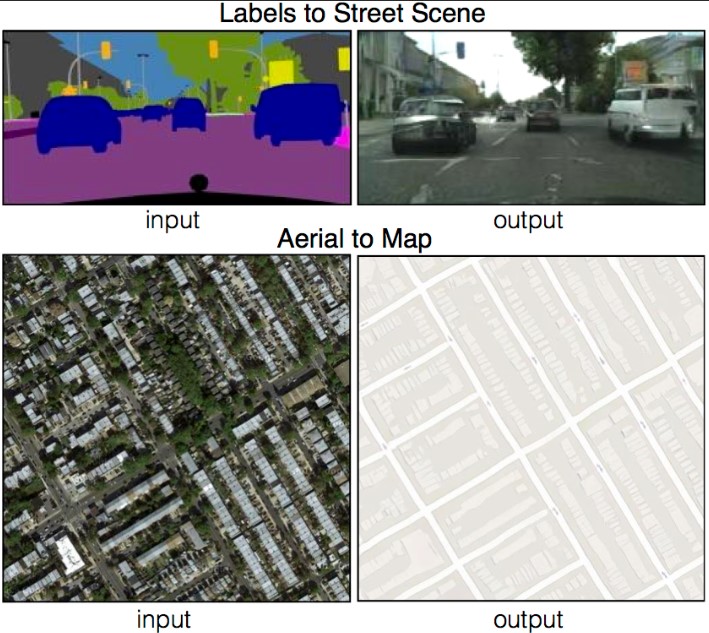 Labels to Street Scene
input
output
Aerial to Map
input
output